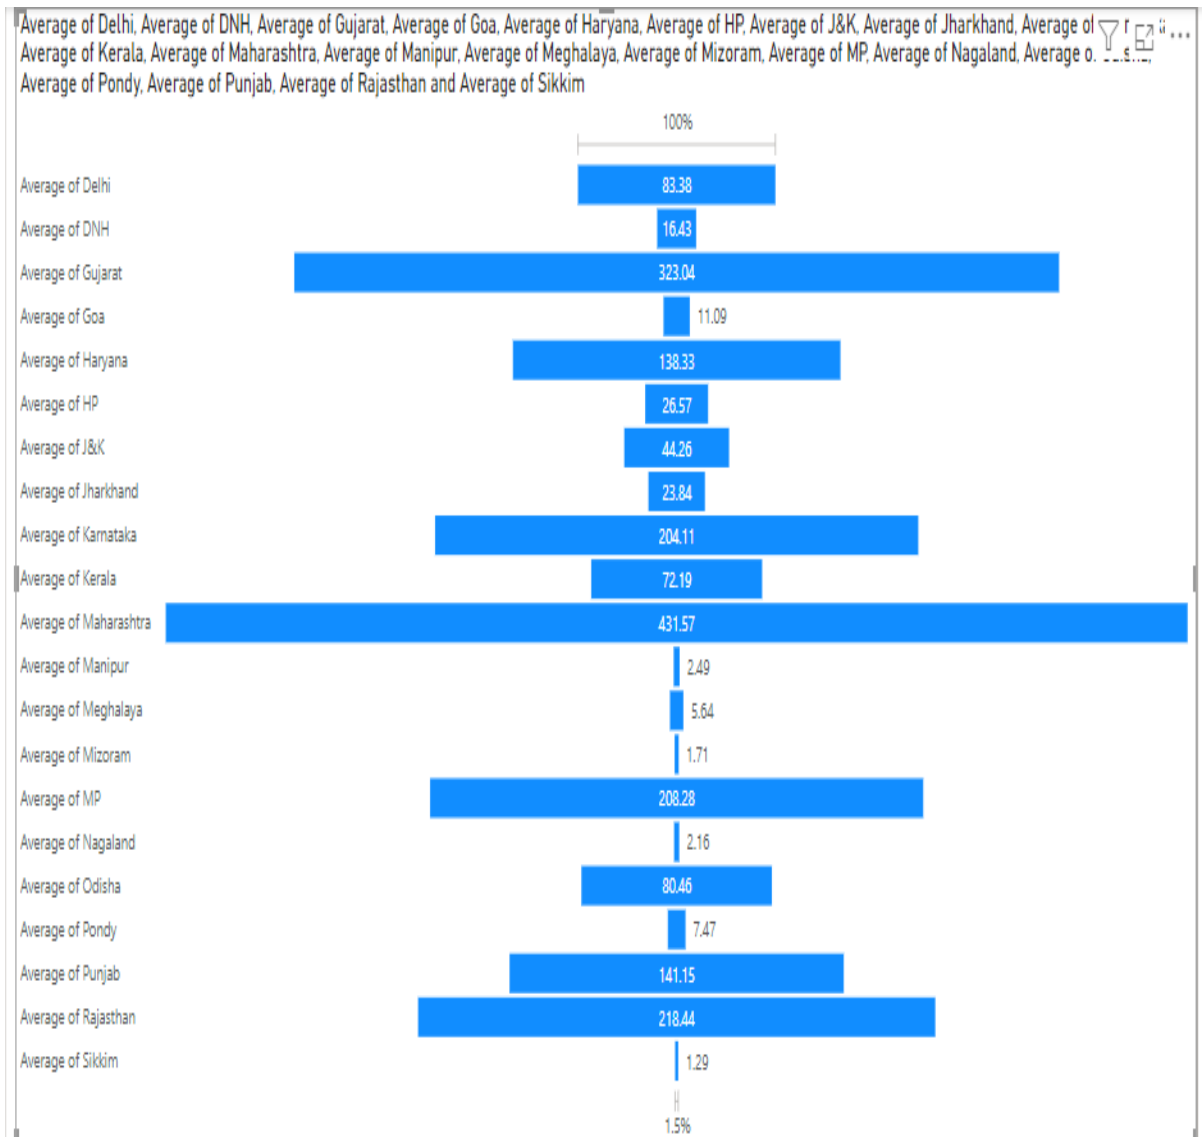 Average of Delhi, Average of DNH, Average of Gujarat, Average of Goa, Average of Haryana, Average of HP, Average of J&K, Average of Jharkhand, Average of
Average of Kerala, Average of Maharashtra, Average of Manipur, Average of Meghalaya, Average of Mizoram, Average of MP, Average of Nagaland, Average
Average of Pondy, Average of Punjab, Average of Rajasthan and Average of Sikkim
100%
Average of Delhi 83.38
Average of DNH 16.43
Average of Gujarat 323.04
Average of Goa 11.09
Average of Haryana 138.33
Average of HP 26.57
Average of J&K 44.26
Average of Jharkhand 23.84
Average of Karnataka 204.11
Average of Kerala 72.19
Average of Maharashtra 431.57
Average of Manipur 2.49
Average of Meghalaya 5.64
Average of Mizoram 1.71
Average of MP 208.28
Average of Nagaland 2.16
Average of Odisha 80.46
Average of Pondy 7.47
Average of Punjab 141.15
Average of Rajasthan 218.44
Average of Sikkim 1.29
1.5%